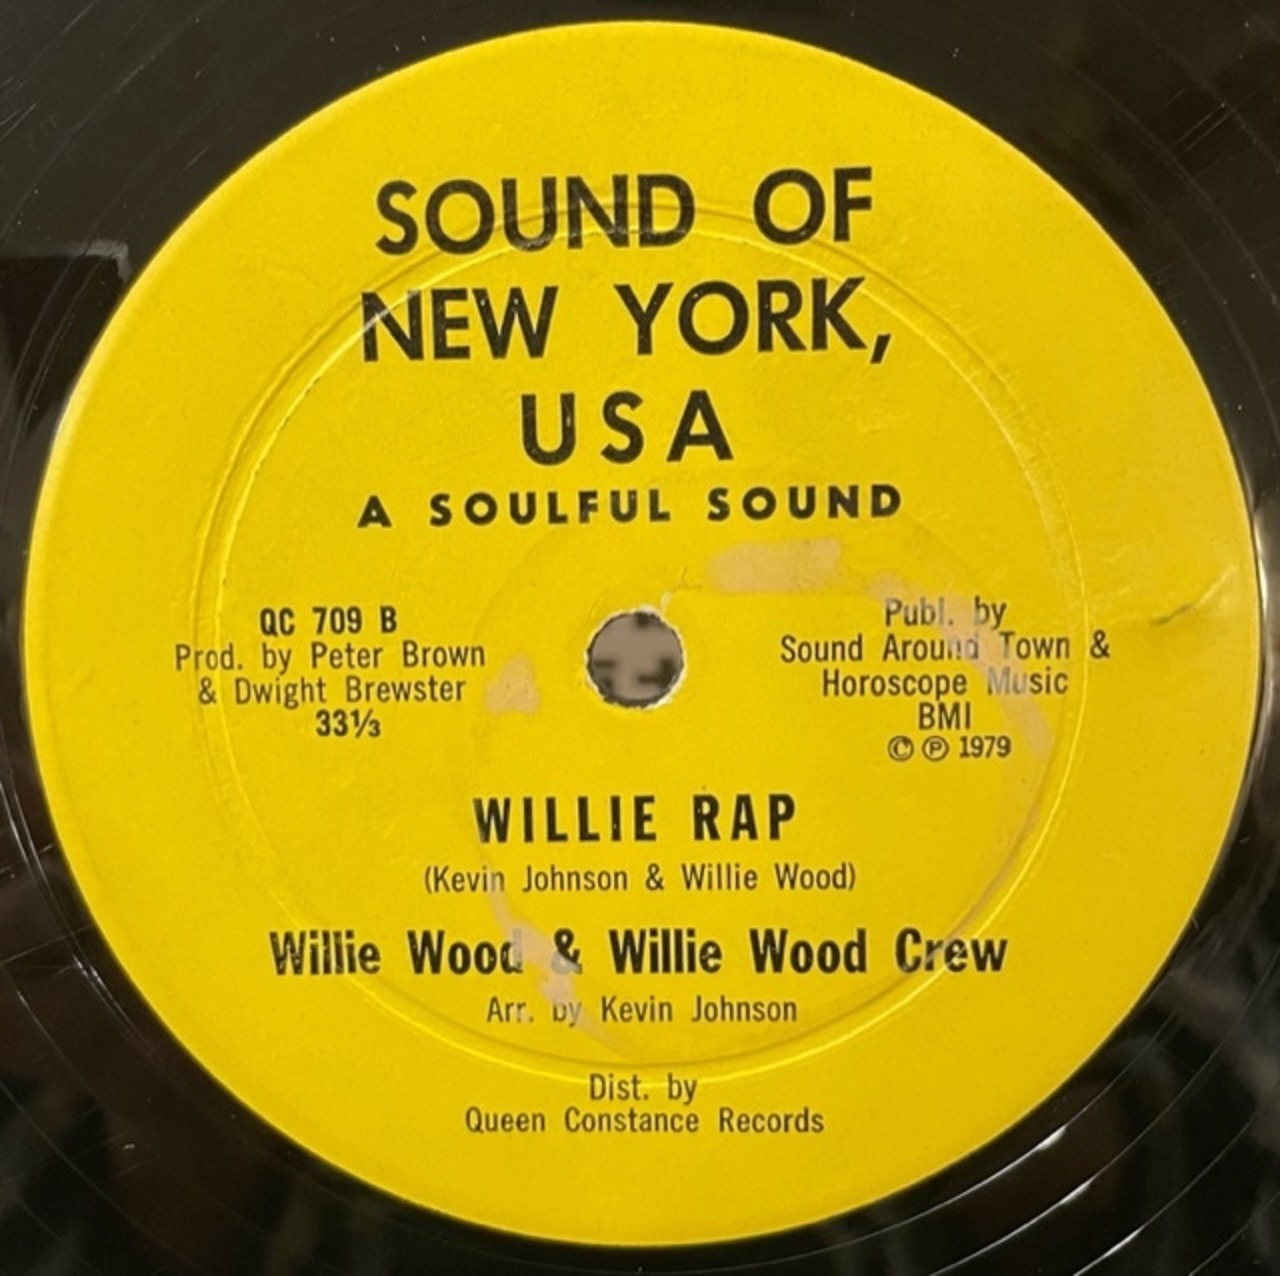 SOUND OF
NEW YORK,
USA
A SOULFUL SOUND
QC 709 B
Prod. by Peter Brown
& Dwight Brewster
33⅓
Publ. by
Sound Around Town &
Horoscope Music
BMI
© ℗ 1979
WILLIE RAP
(Kevin Johnson & Willie Wood)
Willie Wood & Willie Wood Crew
Arr. by Kevin Johnson
Dist. by
Queen Constance Records